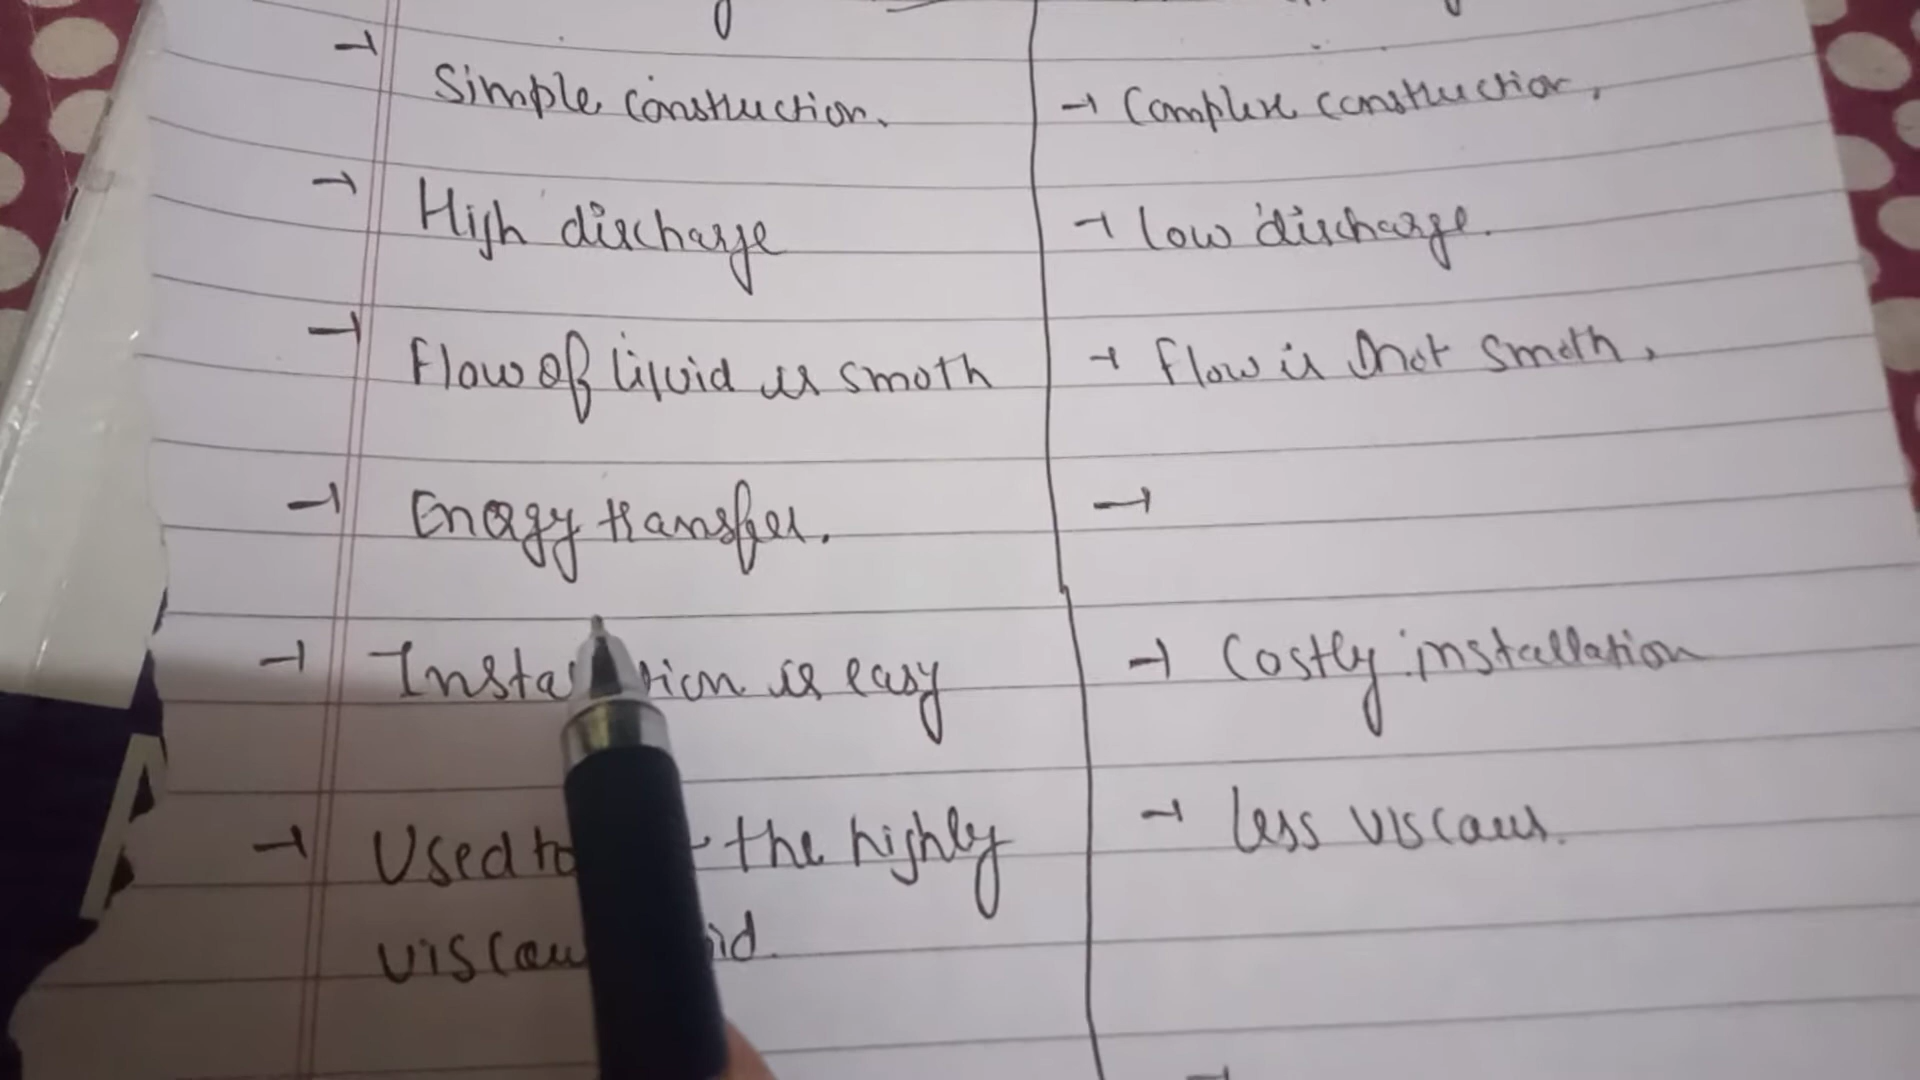 Simple construction.
→ Complex construction.
High discharge
→ low discharge.
Flow of liquid is smoth
→ flow is not smoth.
Energy transfer.
→
Installation is easy
→ Costly installation
Used to the highly
→ less viscous.
viscous